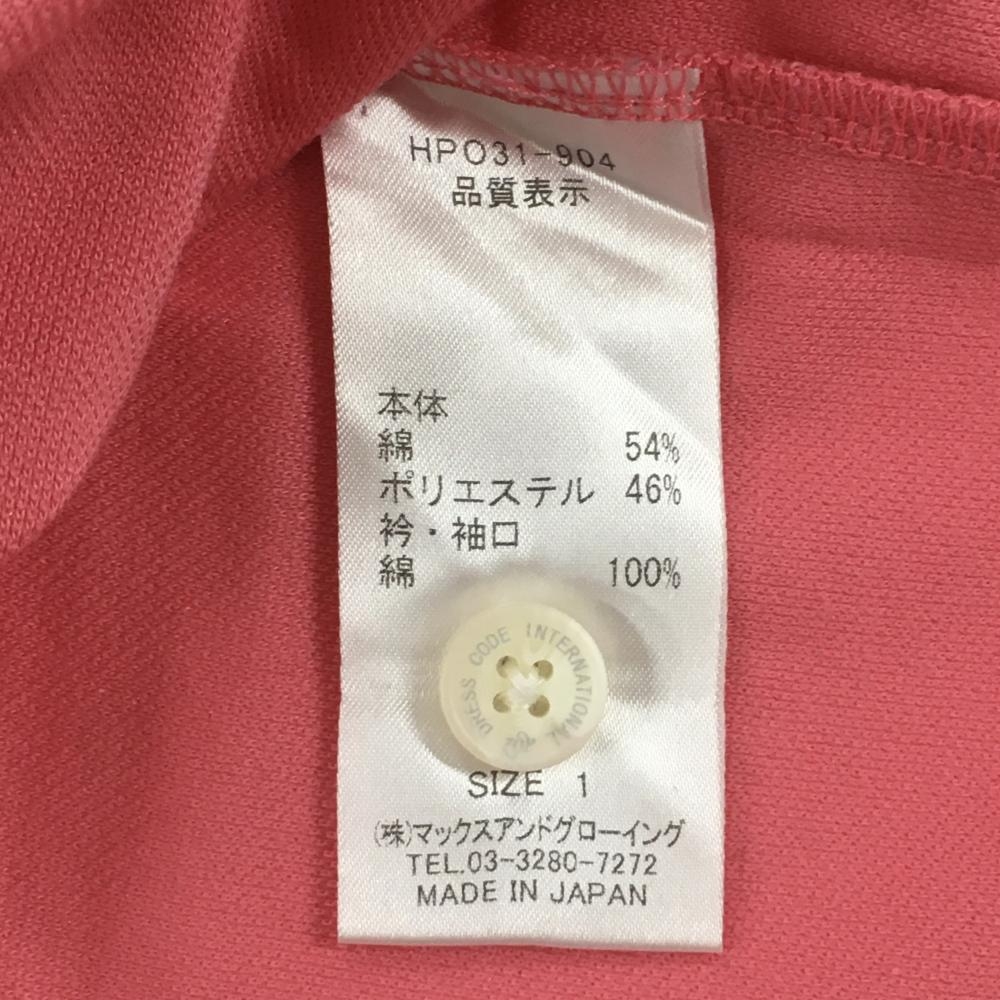 HPO31-904
品質表示
本体
綿 54%
ポリエステル 46%
衿・袖口
綿 100%
DRESS CODE INTERNATIONAL
SIZE 1
(株)マックスアンドグローイング
TEL.03-3280-7272
MADE IN JAPAN